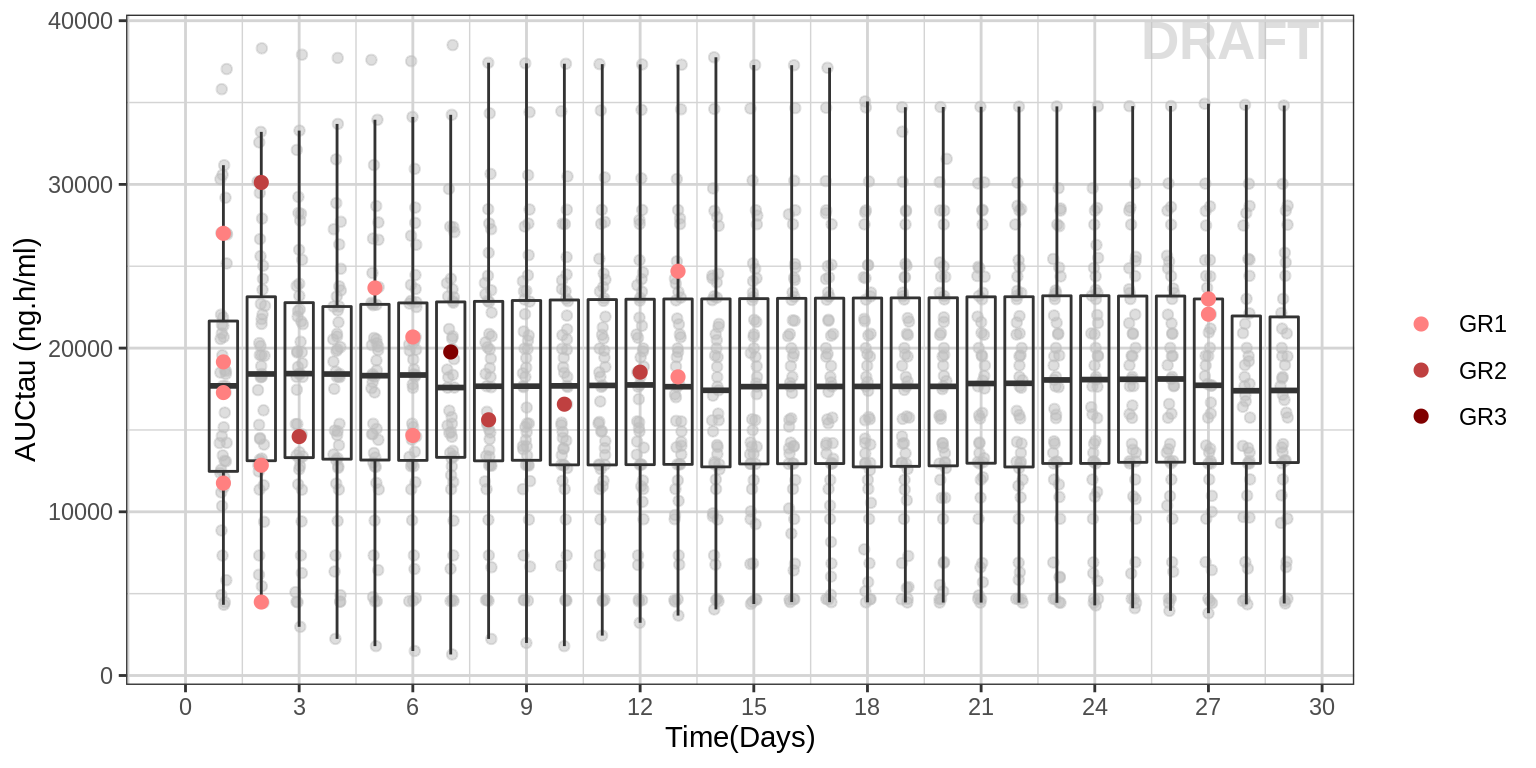 DRAFT
40000
30000
20000
10000
0
AUCtau (ng.h/ml)
0 3 6 9 12 15 18 21 24 27 30
Time(Days)
GR1
GR2
GR3